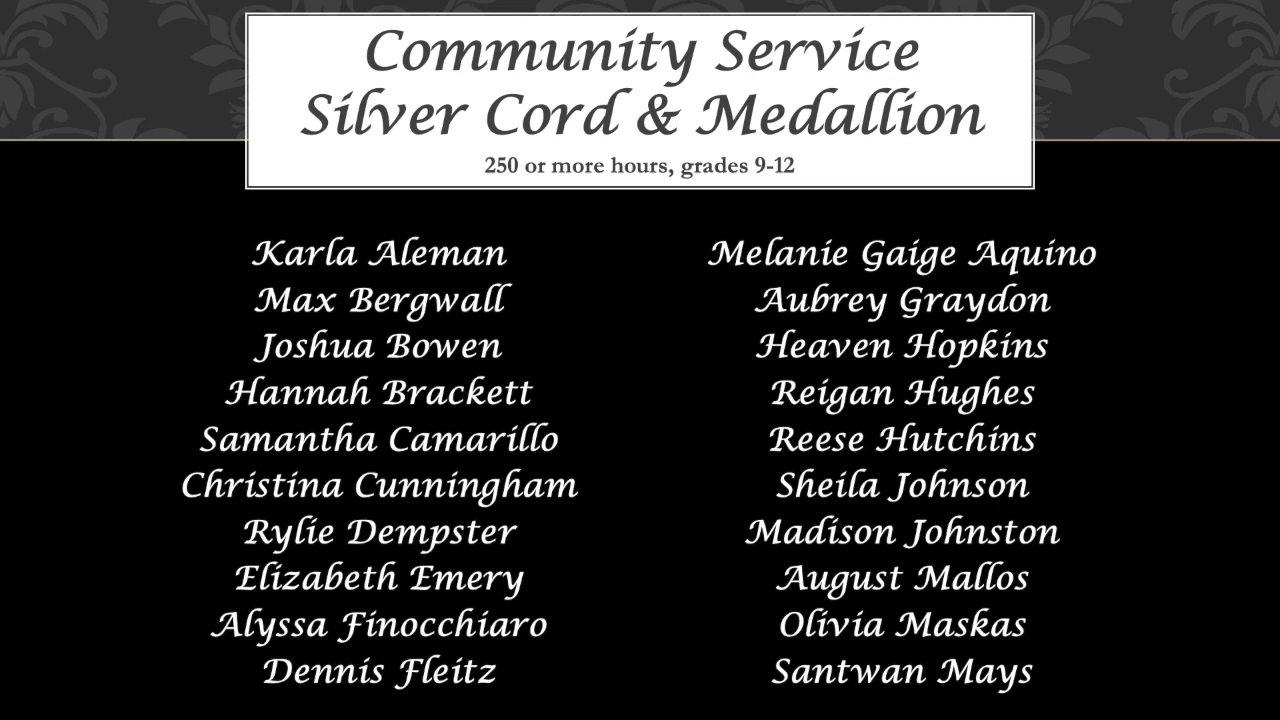 Community Service
Silver Cord & Medallion
250 or more hours, grades 9-12
Karla Aleman
Max Bergwall
Joshua Bowen
Hannah Brackett
Samantha Camarillo
Christina Cunningham
Rylie Dempster
Elizabeth Emery
Alyssa Finocchiaro
Dennis Fleitz
Melanie Gaige Aquino
Aubrey Graydon
Heaven Hopkins
Reigan Hughes
Reese Hutchins
Sheila Johnson
Madison Johnston
August Mallos
Olivia Maskas
Santwan Mays